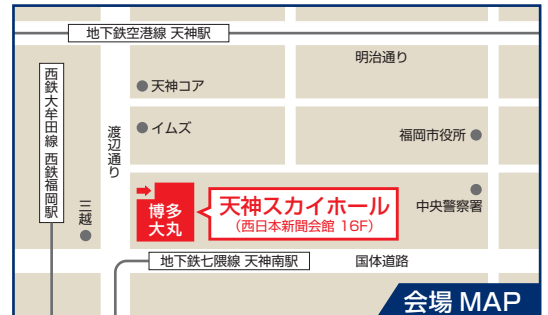 地下鉄空港線 天神駅
明治通り
西鉄大牟田線 西鉄福岡駅
渡辺通り
●天神コア
●イムズ
福岡市役所●
三越
●
博多
大丸
天神スカイホール
(西日本新聞会館 16F)
●
中央警察署
地下鉄七隈線 天神南駅
国体道路
会場 MAP